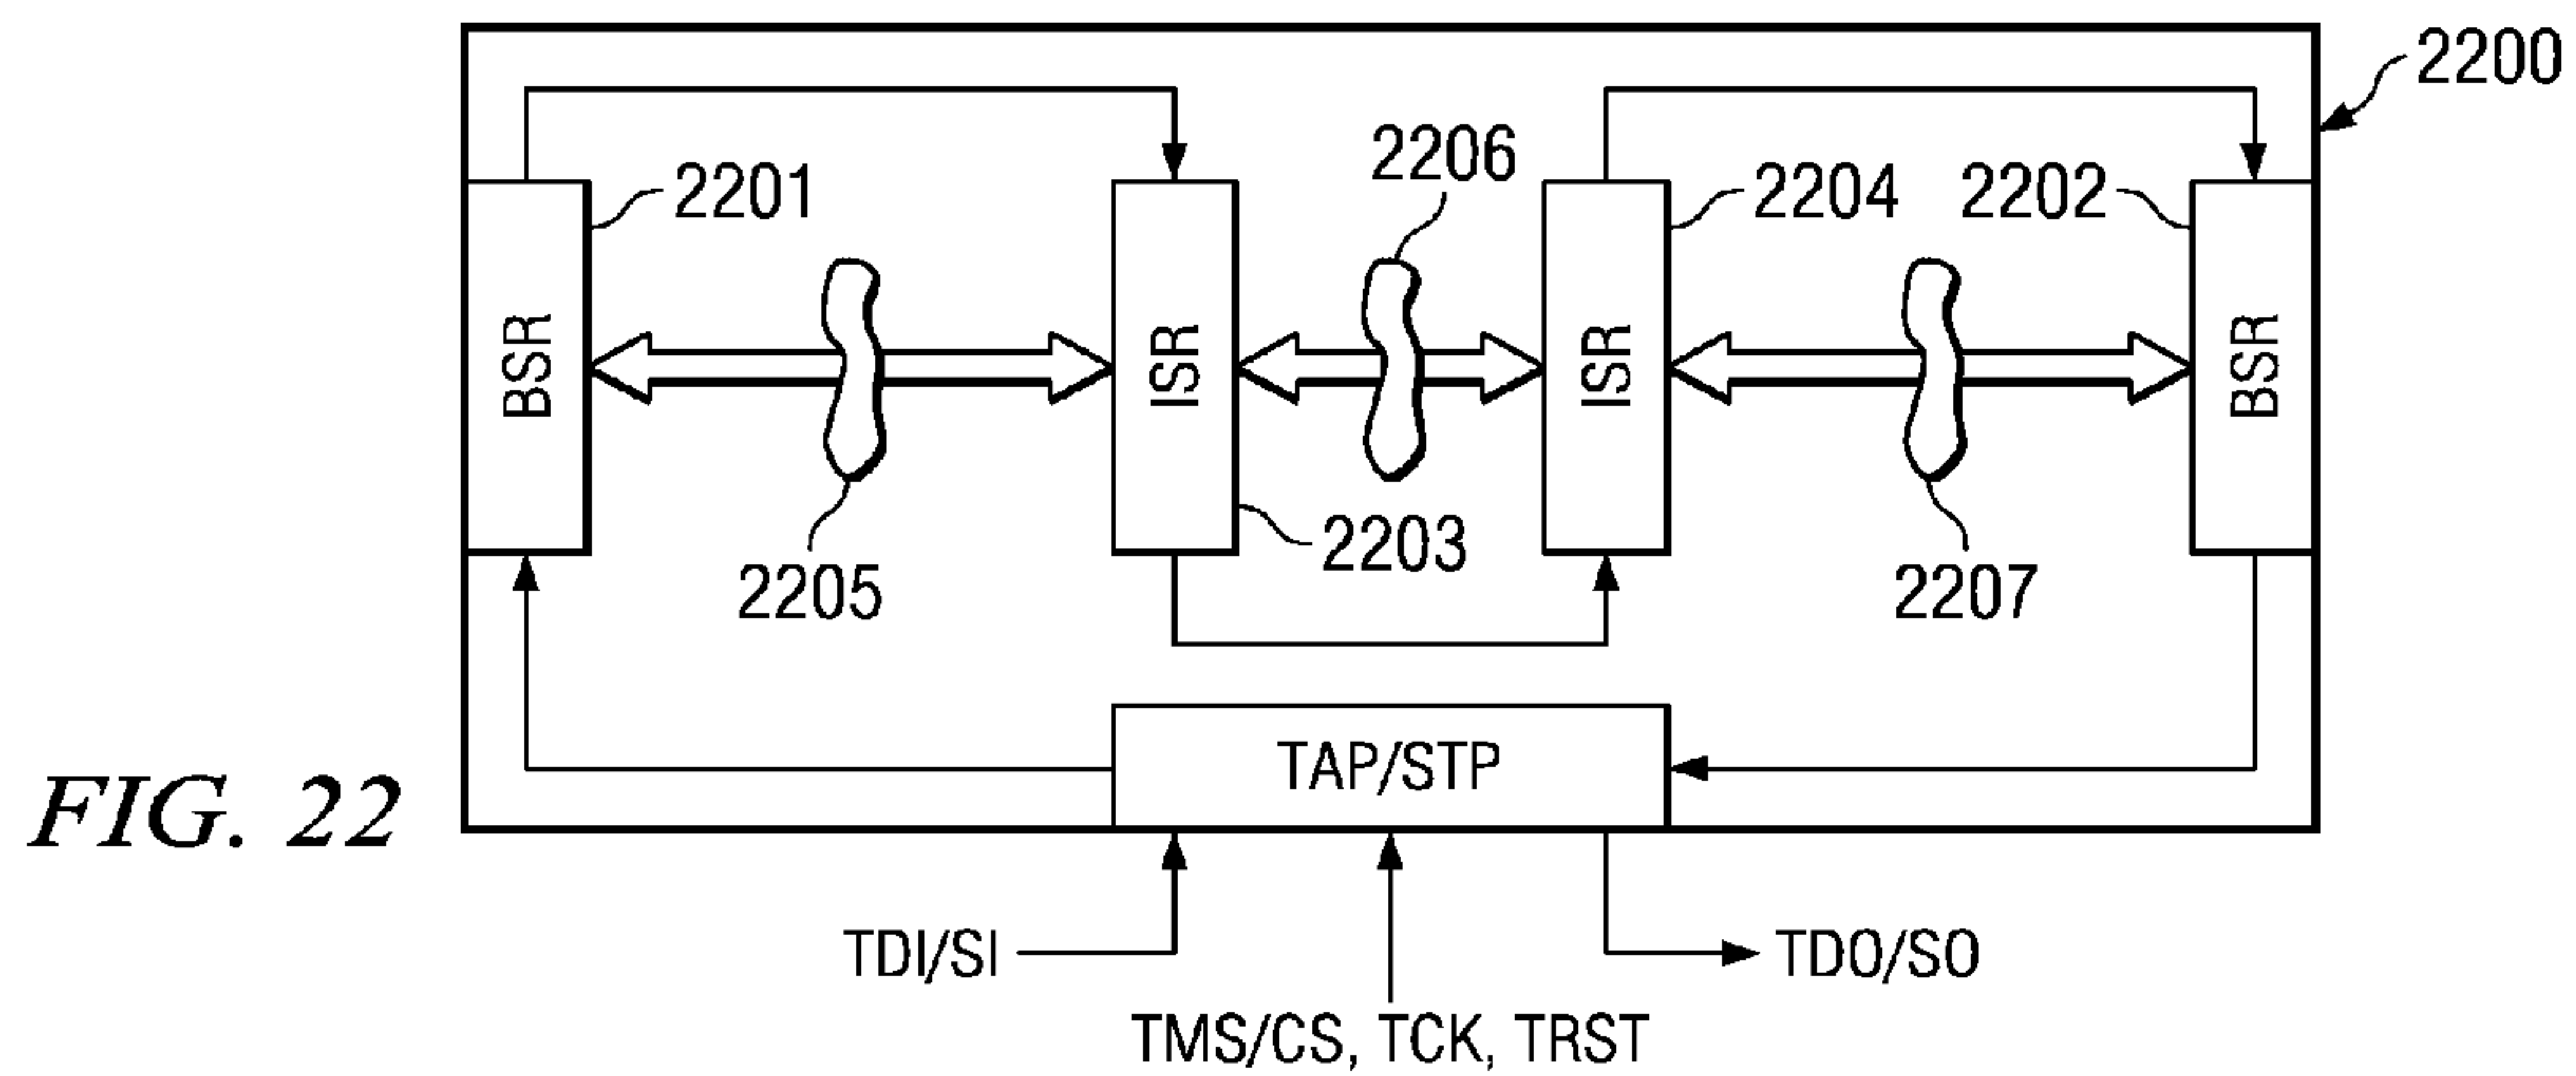 2200
2206
2201
2204
2202
BSR
ISR
ISR
BSR
2203
2205
2207
TAP/STP
FIG. 22
TDI/SI
TDO/SO
TMS/CS, TCK, TRST